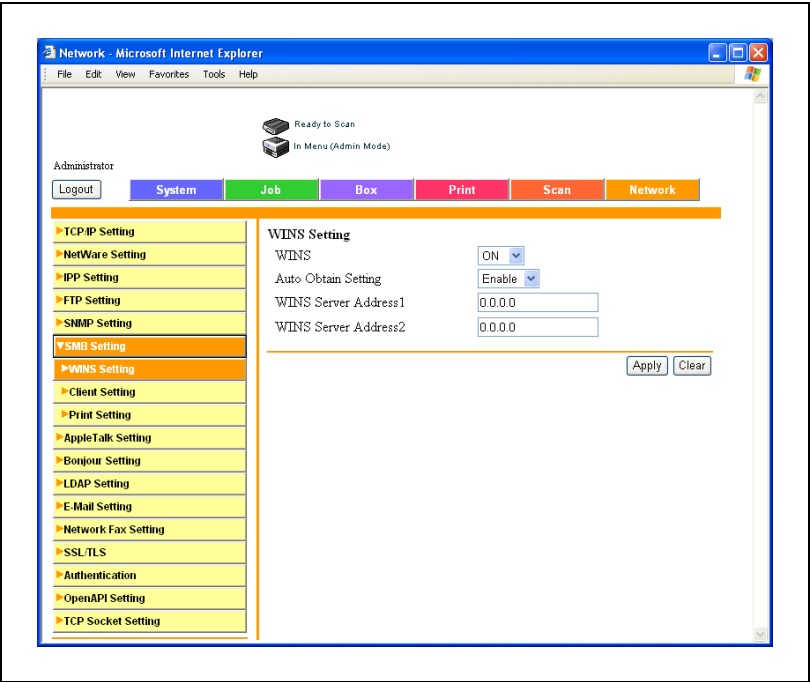 Network - Microsoft Internet Explorer
File Edit View Favorites Tools Help
Ready to Scan
In Menu (Admin Mode)
Administrator
Logout System Job Box Print Scan Network
TCP/IP Setting
NetWare Setting
IPP Setting
FTP Setting
SNMP Setting
SMB Setting
WINS Setting
Client Setting
Print Setting
AppleTalk Setting
Bonjour Setting
LDAP Setting
E-Mail Setting
Network Fax Setting
SSL/TLS
Authentication
OpenAPI Setting
TCP Socket Setting
WINS Setting
WINS ON
Auto Obtain Setting Enable
WINS Server Address1 0.0.0.0
WINS Server Address2 0.0.0.0
Apply Clear